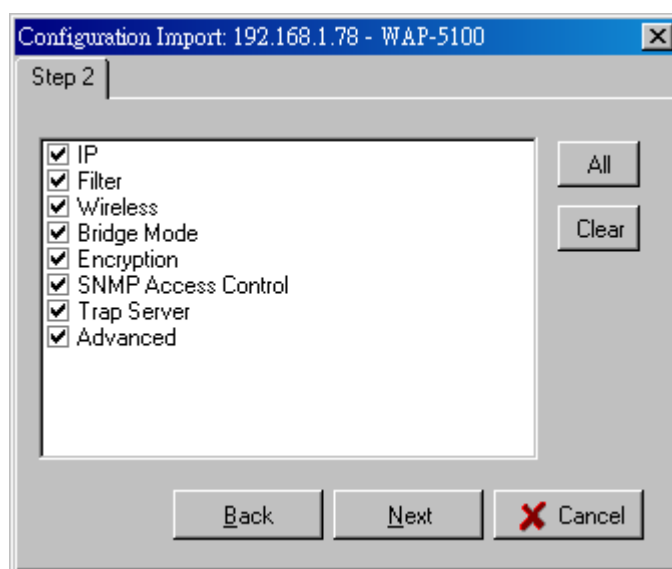 Configuration Import: 192.168.1.78 - WAP-5100
Step 2
IP
Filter
Wireless
Bridge Mode
Encryption
SNMP Access Control
Trap Server
Advanced
All
Clear
Back
Next
Cancel